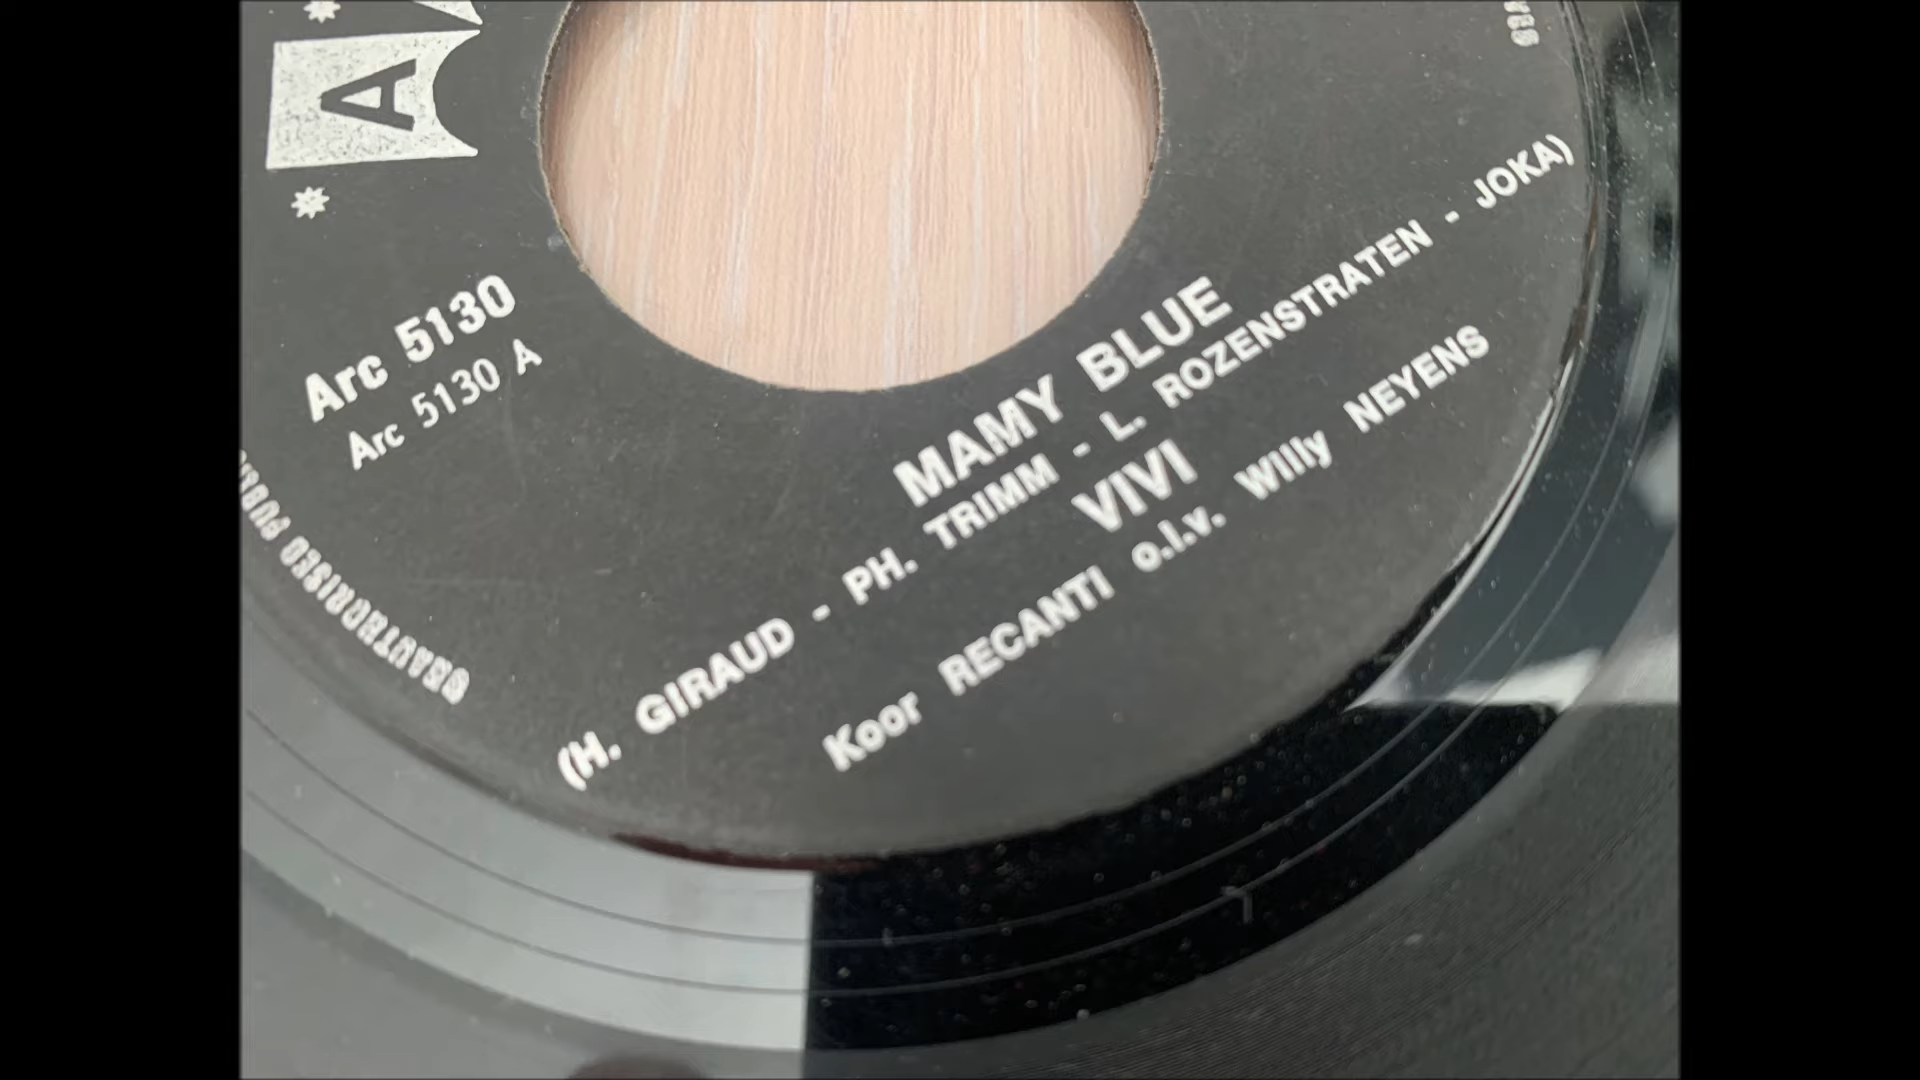 A
Arc 5130
Arc 5130 A
MAMY BLUE
(H. GIRAUD - PH. TRIMM - L. ROZENSTRATEN - JOKA)
VIVI
Koor RECANTI o.l.v. Willy NEYENS